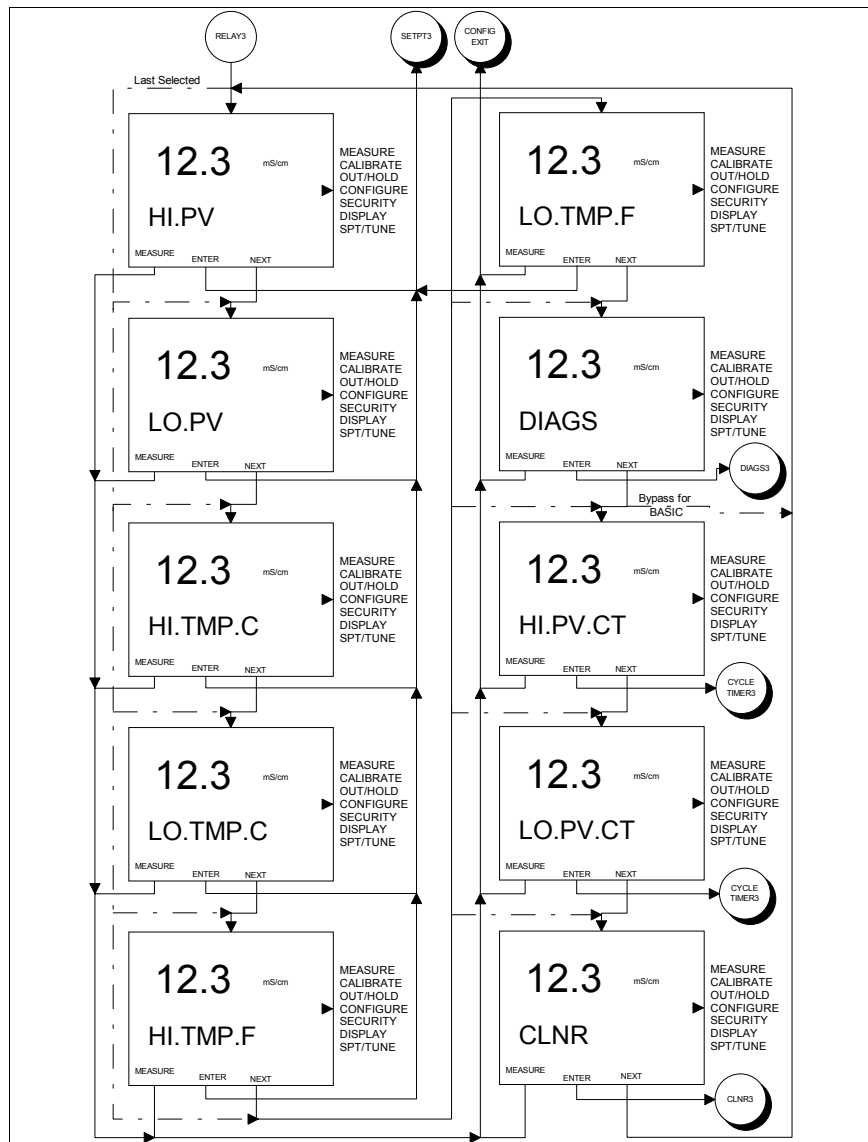 RELAY3
SETPT3
CONFIG
EXIT
Last Selected
12.3 mS/cm
HI.PV
MEASURE ENTER NEXT
MEASURE
CALIBRATE
OUT/HOLD
CONFIGURE
SECURITY
DISPLAY
SPT/TUNE
12.3 mS/cm
LO.PV
MEASURE ENTER NEXT
MEASURE
CALIBRATE
OUT/HOLD
CONFIGURE
SECURITY
DISPLAY
SPT/TUNE
12.3 mS/cm
HI.TMP.C
MEASURE ENTER NEXT
MEASURE
CALIBRATE
OUT/HOLD
CONFIGURE
SECURITY
DISPLAY
SPT/TUNE
12.3 mS/cm
LO.TMP.C
MEASURE ENTER NEXT
MEASURE
CALIBRATE
OUT/HOLD
CONFIGURE
SECURITY
DISPLAY
SPT/TUNE
12.3 mS/cm
HI.TMP.F
MEASURE ENTER NEXT
MEASURE
CALIBRATE
OUT/HOLD
CONFIGURE
SECURITY
DISPLAY
SPT/TUNE
12.3 mS/cm
LO.TMP.F
MEASURE ENTER NEXT
MEASURE
CALIBRATE
OUT/HOLD
CONFIGURE
SECURITY
DISPLAY
SPT/TUNE
12.3 mS/cm
DIAGS
MEASURE ENTER NEXT
MEASURE
CALIBRATE
OUT/HOLD
CONFIGURE
SECURITY
DISPLAY
SPT/TUNE
DIAGS3
Bypass for
BASIC
12.3 mS/cm
HI.PV.CT
MEASURE ENTER NEXT
MEASURE
CALIBRATE
OUT/HOLD
CONFIGURE
SECURITY
DISPLAY
SPT/TUNE
CYCLE
TIMER3
12.3 mS/cm
LO.PV.CT
MEASURE ENTER NEXT
MEASURE
CALIBRATE
OUT/HOLD
CONFIGURE
SECURITY
DISPLAY
SPT/TUNE
CYCLE
TIMER3
12.3 mS/cm
CLNR
MEASURE ENTER NEXT
MEASURE
CALIBRATE
OUT/HOLD
CONFIGURE
SECURITY
DISPLAY
SPT/TUNE
CLNR3